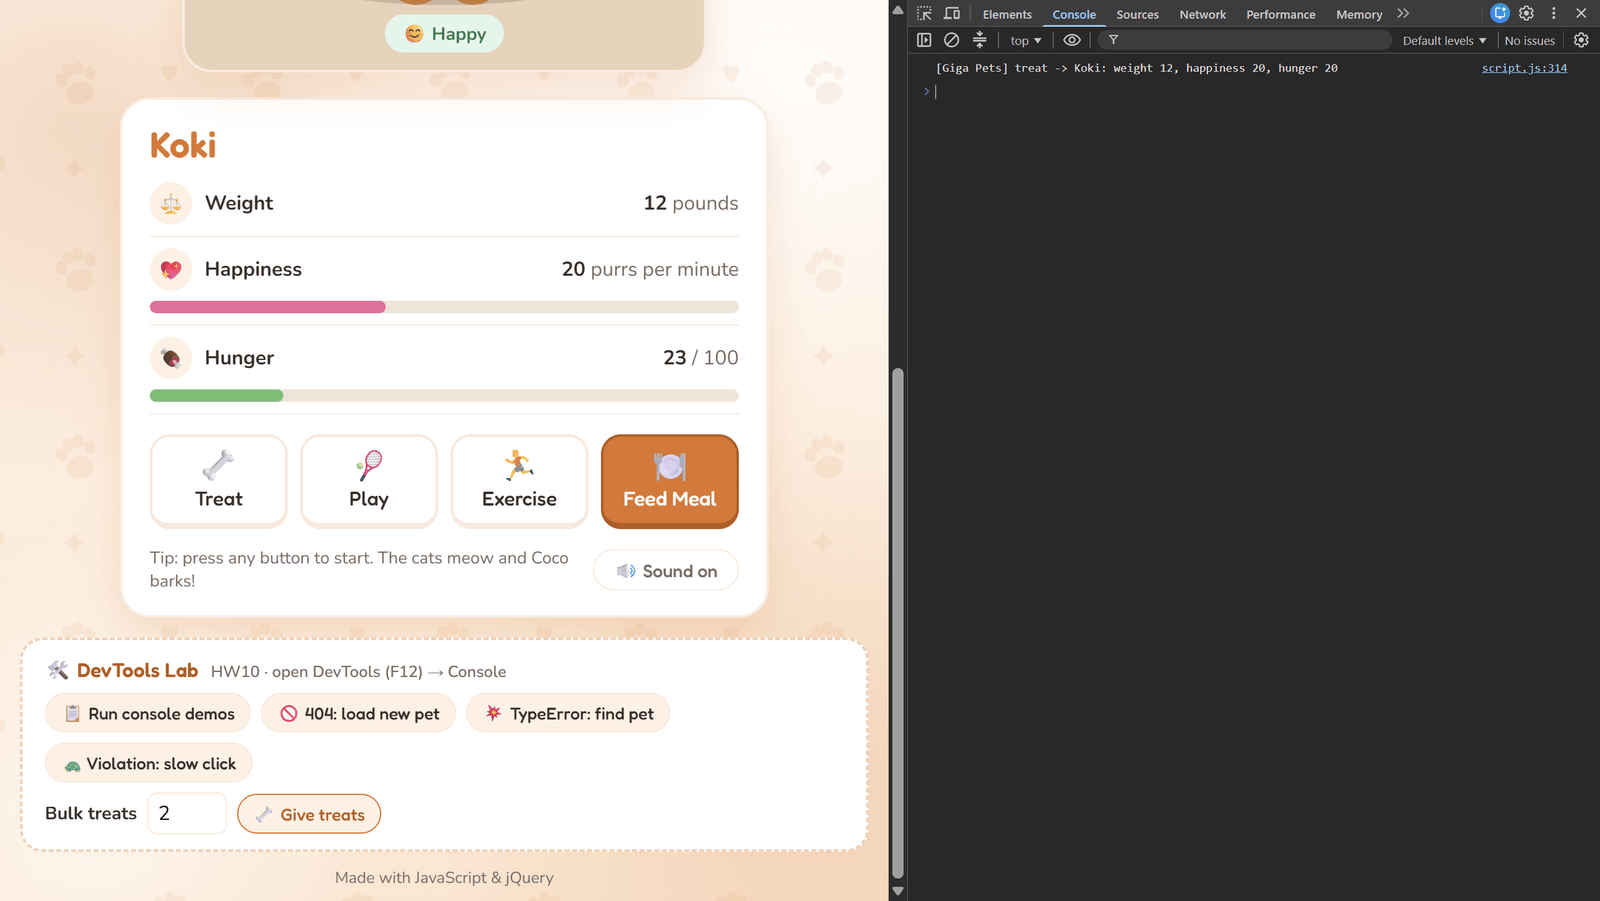 Happy
Koki
Weight
12 pounds
Happiness
20 purrs per minute
Hunger
23 / 100
Treat
Play
Exercise
Feed Meal
Tip: press any button to start. The cats meow and Coco
barks!
Sound on
DevTools Lab HW10 · open DevTools (F12) → Console
Run console demos
404: load new pet
TypeError: find pet
Violation: slow click
Bulk treats 2 Give treats
Made with JavaScript & jQuery
Elements Console Sources Network Performance Memory
top Default levels No issues
[Giga Pets] treat -> Koki: weight 12, happiness 20, hunger 20 script.js:314